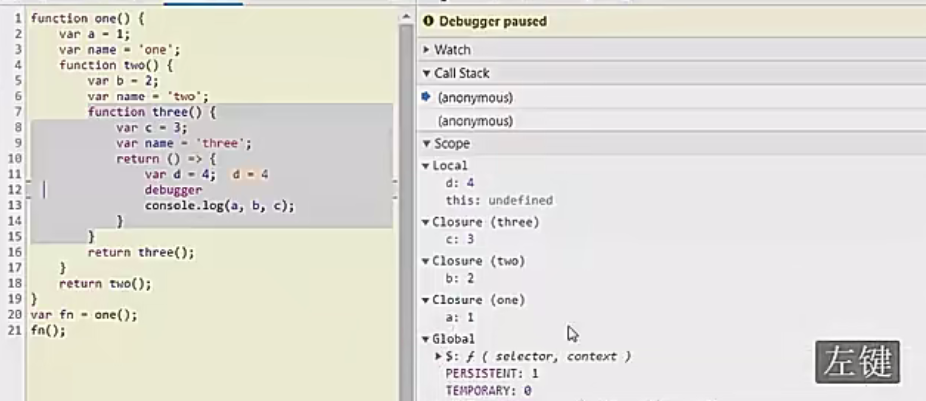 1 function one() {
2 var a = 1;
3 var name = 'one';
4 function two() {
5 var b = 2;
6 var name = 'two';
7 function three() {
8 var c = 3;
9 var name = 'three';
10 return () => {
11 var d = 4; d = 4
12 debugger
13 console.log(a, b, c);
14 }
15 }
16 return three();
17 }
18 return two();
19 }
20 var fn = one();
21 fn();
Debugger paused
Watch
Call Stack
(anonymous)
(anonymous)
Scope
Local
d: 4
this: undefined
Closure (three)
c: 3
Closure (two)
b: 2
Closure (one)
a: 1
Global
$: ƒ ( selector, context )
PERSISTENT: 1
TEMPORARY: 0
左键